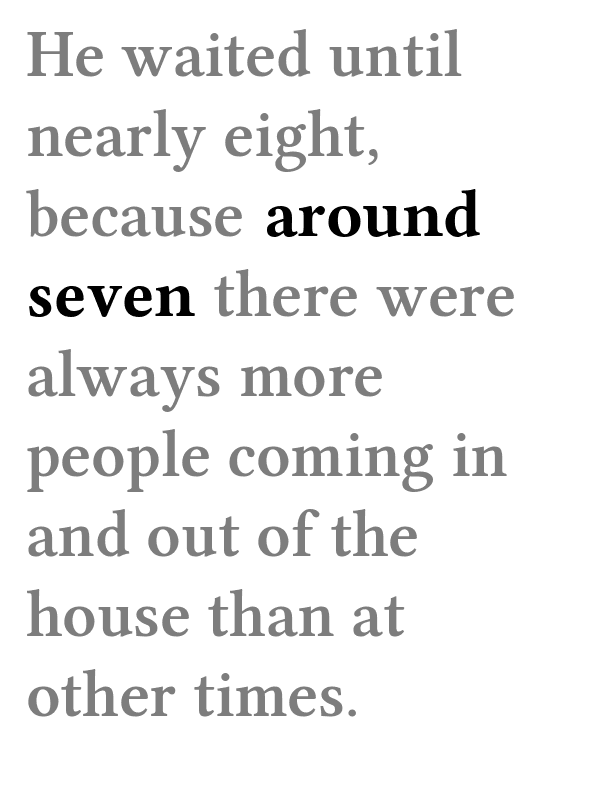 He waited until
nearly eight,
because around
seven there were
always more
people coming in
and out of the
house than at
other times.